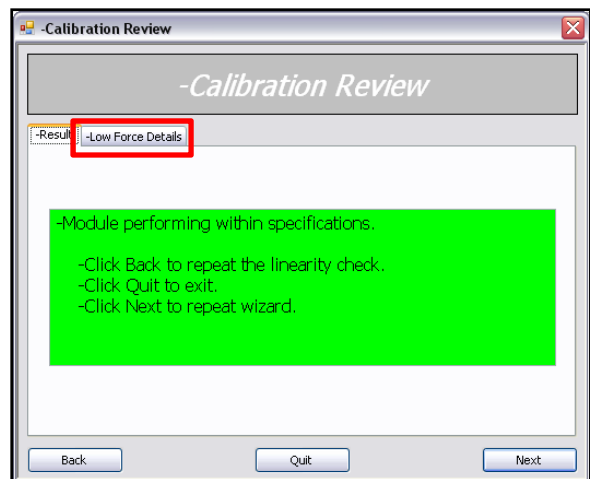 -Calibration Review
-Calibration Review
-Result
-Low Force Details
-Module performing within specifications.
-Click Back to repeat the linearity check.
-Click Quit to exit.
-Click Next to repeat wizard.
Back
Quit
Next